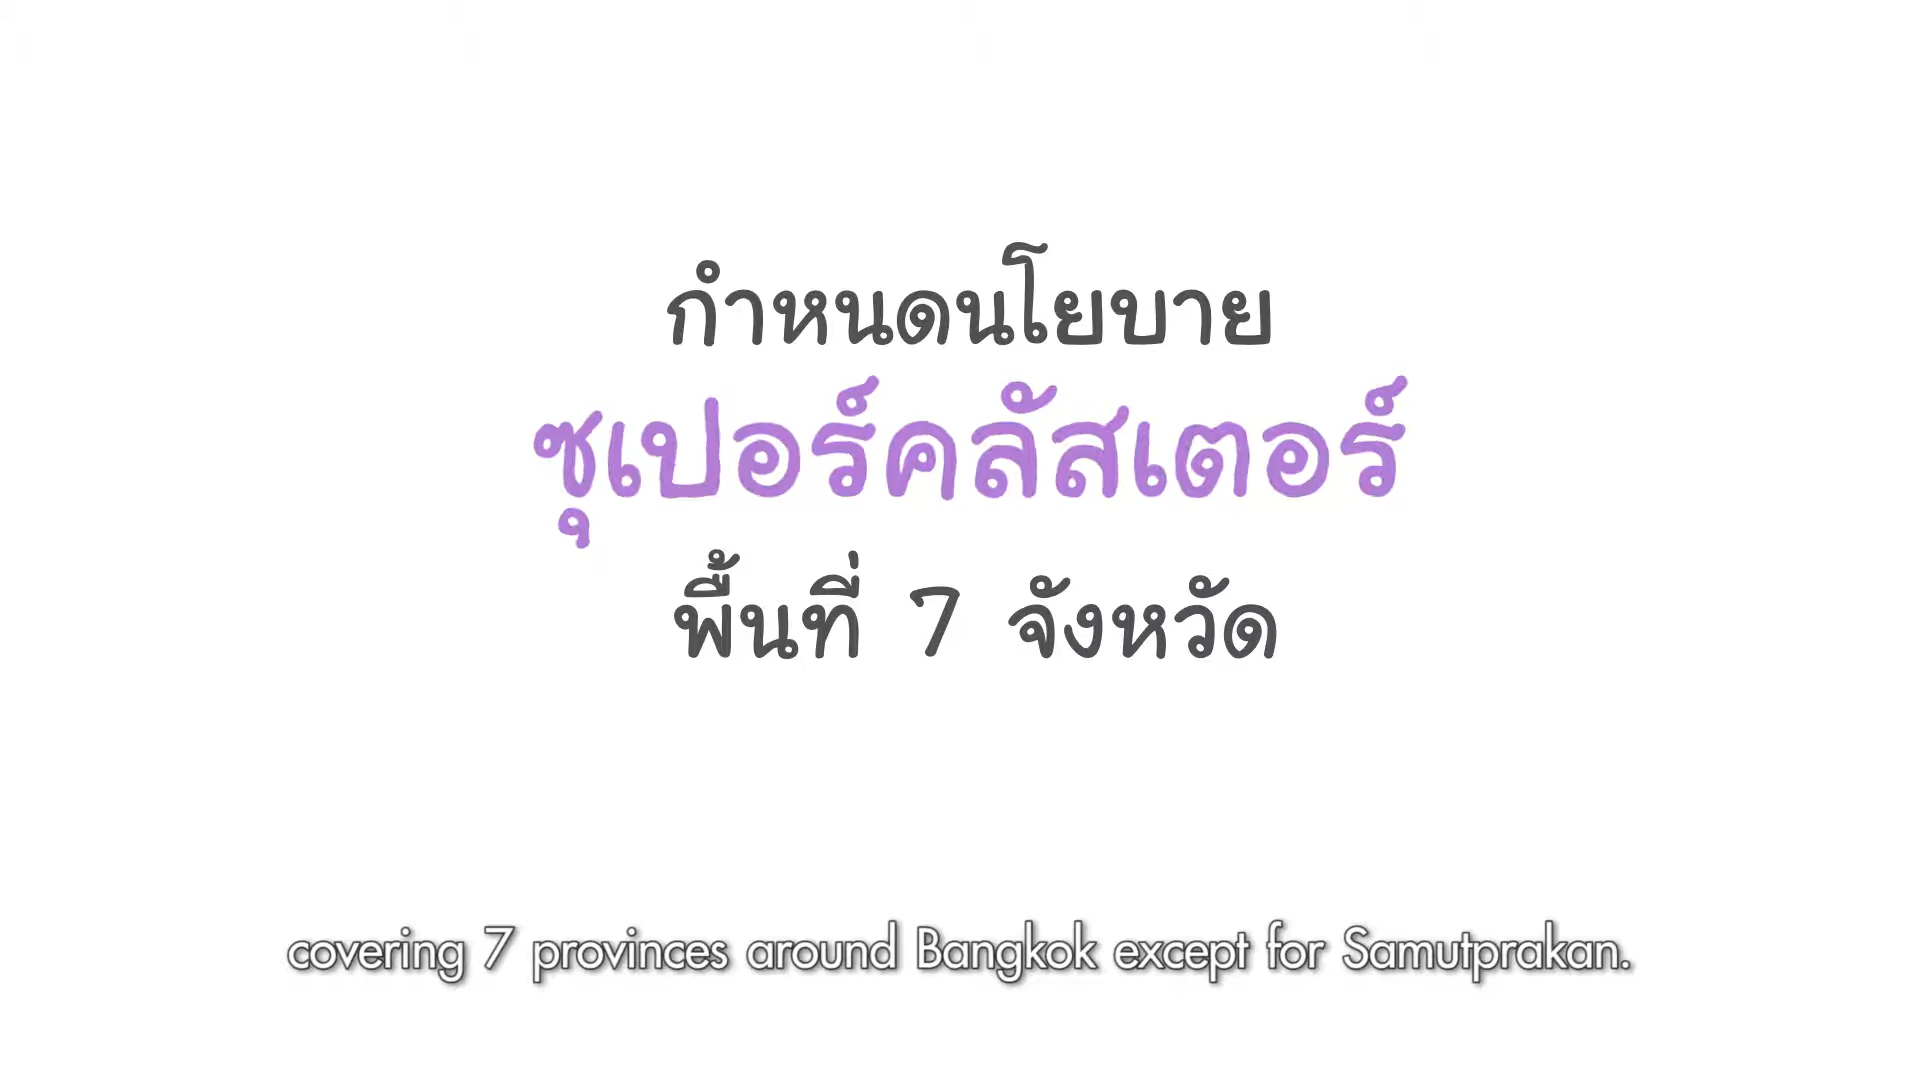 กำหนดนโยบาย
ซุเปอร์คลัสเตอร์
พื้นที่ 7 จังหวัด
covering 7 provinces around Bangkok except for Samutprakan.